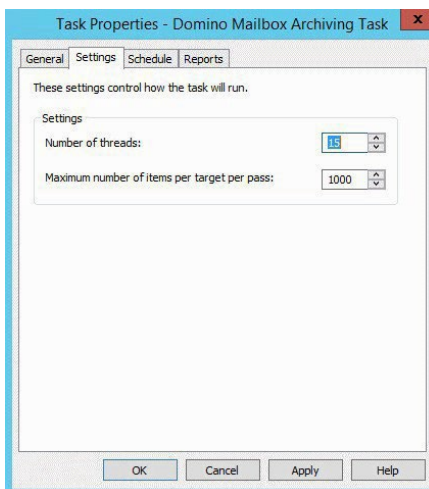 Task Properties - Domino Mailbox Archiving Task x
General Settings Schedule Reports
These settings control how the task will run.
Settings
Number of threads: 15
Maximum number of items per target per pass: 1000
OK Cancel Apply Help